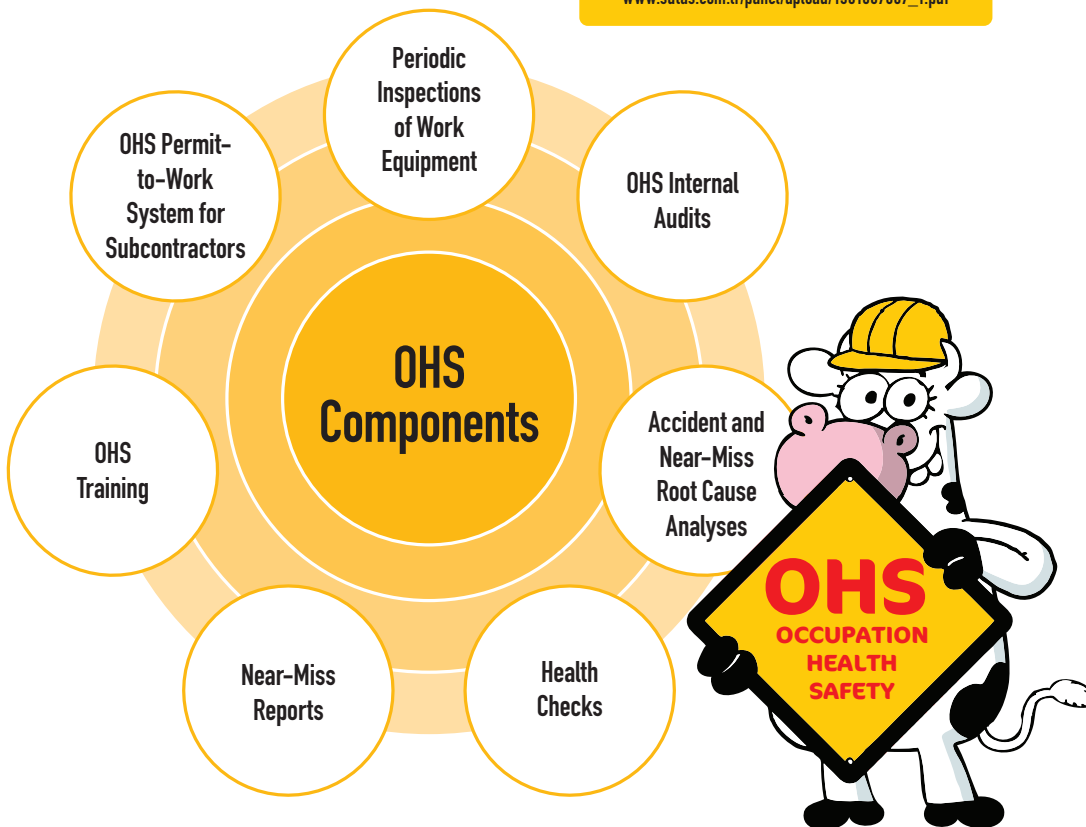 Periodic
Inspections
of Work
Equipment
OHS Permit-
to-Work
System for
Subcontractors
OHS Internal
Audits
OHS
Components
Accident and
Near-Miss
Root Cause
Analyses
OHS
Training
Near-Miss
Reports
Health
Checks
OHS
OCCUPATION
HEALTH
SAFETY